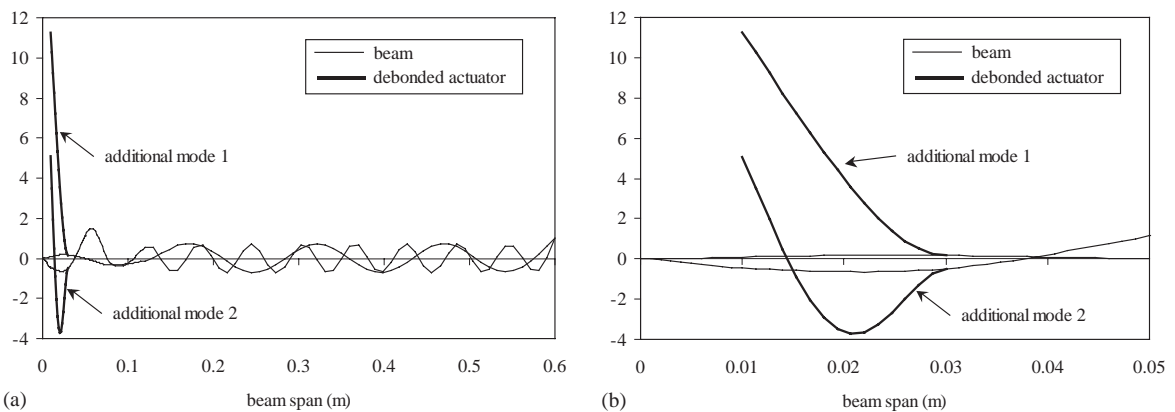 12
10
8
6
4
2
0
-2
-4
beam
debonded actuator
additional mode 1
additional mode 2
0 0.1 0.2 0.3 0.4 0.5 0.6
(a) beam span (m)
12
10
8
6
4
2
0
-2
-4
beam
debonded actuator
additional mode 1
additional mode 2
0 0.01 0.02 0.03 0.04 0.05
(b) beam span (m)